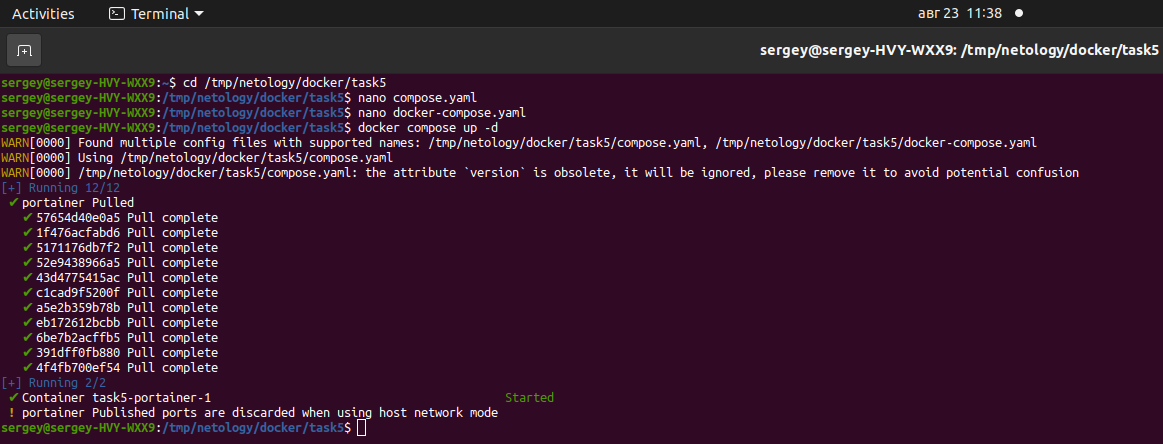 Activities Terminal авг 23 11:38
sergey@sergey-HVY-WXX9: /tmp/netology/docker/task5
sergey@sergey-HVY-WXX9:~$ cd /tmp/netology/docker/task5
sergey@sergey-HVY-WXX9:/tmp/netology/docker/task5$ nano compose.yaml
sergey@sergey-HVY-WXX9:/tmp/netology/docker/task5$ nano docker-compose.yaml
sergey@sergey-HVY-WXX9:/tmp/netology/docker/task5$ docker compose up -d
WARN[0000] Found multiple config files with supported names: /tmp/netology/docker/task5/compose.yaml, /tmp/netology/docker/task5/docker-compose.yaml
WARN[0000] Using /tmp/netology/docker/task5/compose.yaml
WARN[0000] /tmp/netology/docker/task5/compose.yaml: the attribute `version` is obsolete, it will be ignored, please remove it to avoid potential confusion
[+] Running 12/12
✔ portainer Pulled
✔ 57654d40e0a5 Pull complete
✔ 1f476acfabd6 Pull complete
✔ 5171176db7f2 Pull complete
✔ 52e9438966a5 Pull complete
✔ 43d4775415ac Pull complete
✔ c1cad9f5200f Pull complete
✔ a5e2b359b78b Pull complete
✔ eb172612bcbb Pull complete
✔ 6be7b2acffb5 Pull complete
✔ 391dff0fb880 Pull complete
✔ 4f4fb700ef54 Pull complete
[+] Running 2/2
✔ Container task5-portainer-1 Started
! portainer Published ports are discarded when using host network mode
sergey@sergey-HVY-WXX9:/tmp/netology/docker/task5$